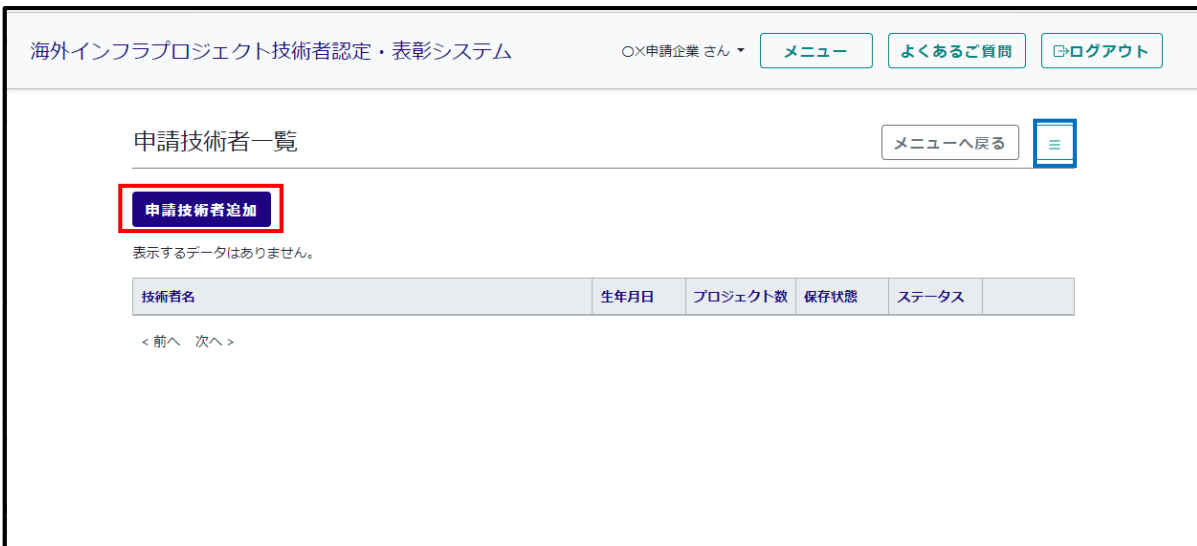 海外インフラプロジェクト技術者認定・表彰システム 〇×申請企業 さん メニュー よくあるご質問 ログアウト
申請技術者一覧 メニューへ戻る ≡
申請技術者追加
表示するデータはありません。
技術者名 生年月日 プロジェクト数 保存状態 ステータス
< 前へ 次へ >